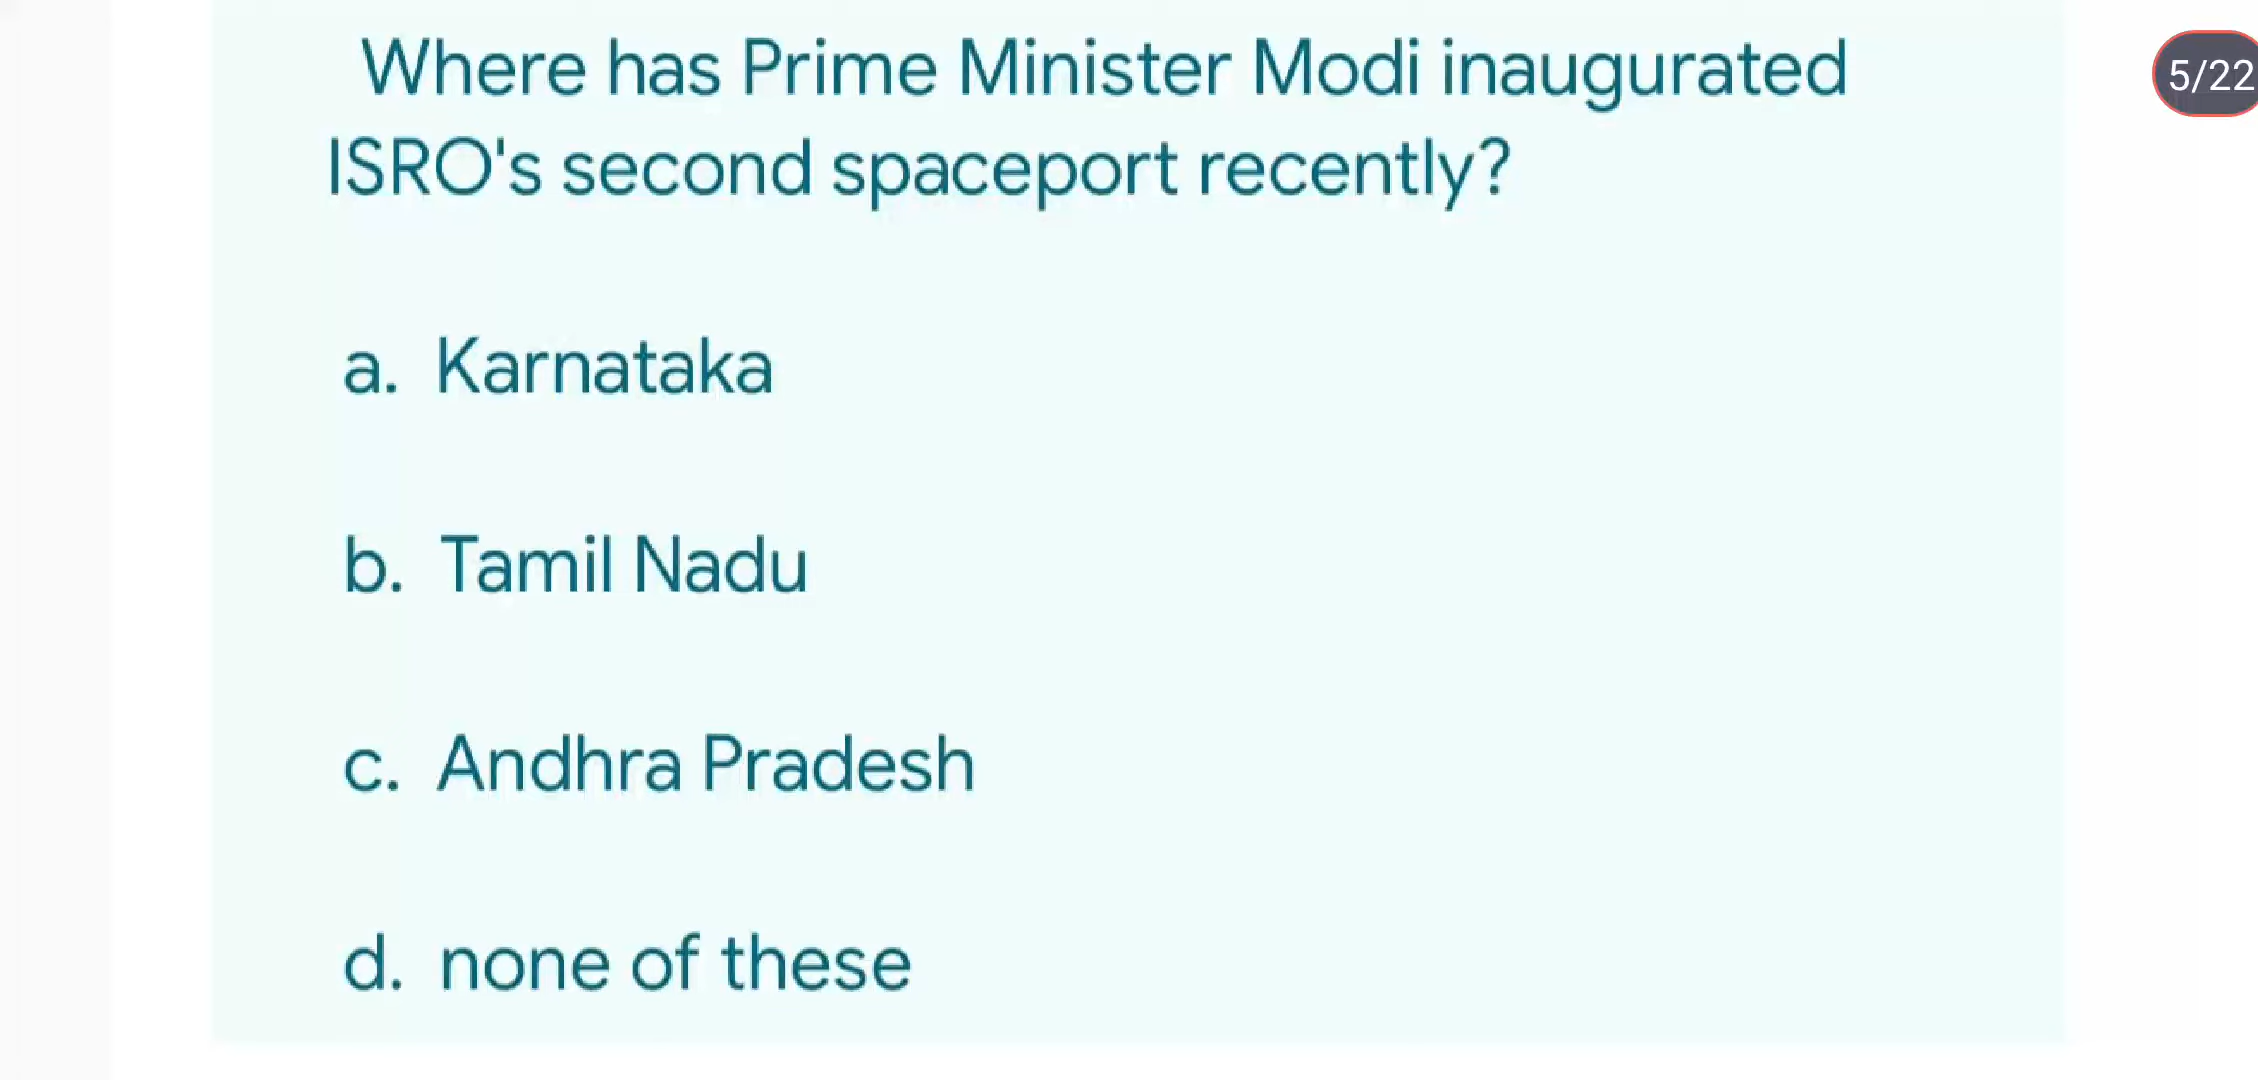 Where has Prime Minister Modi inaugurated
5/22
ISRO's second spaceport recently?
a. Karnataka
b. Tamil Nadu
c. Andhra Pradesh
d. none of these